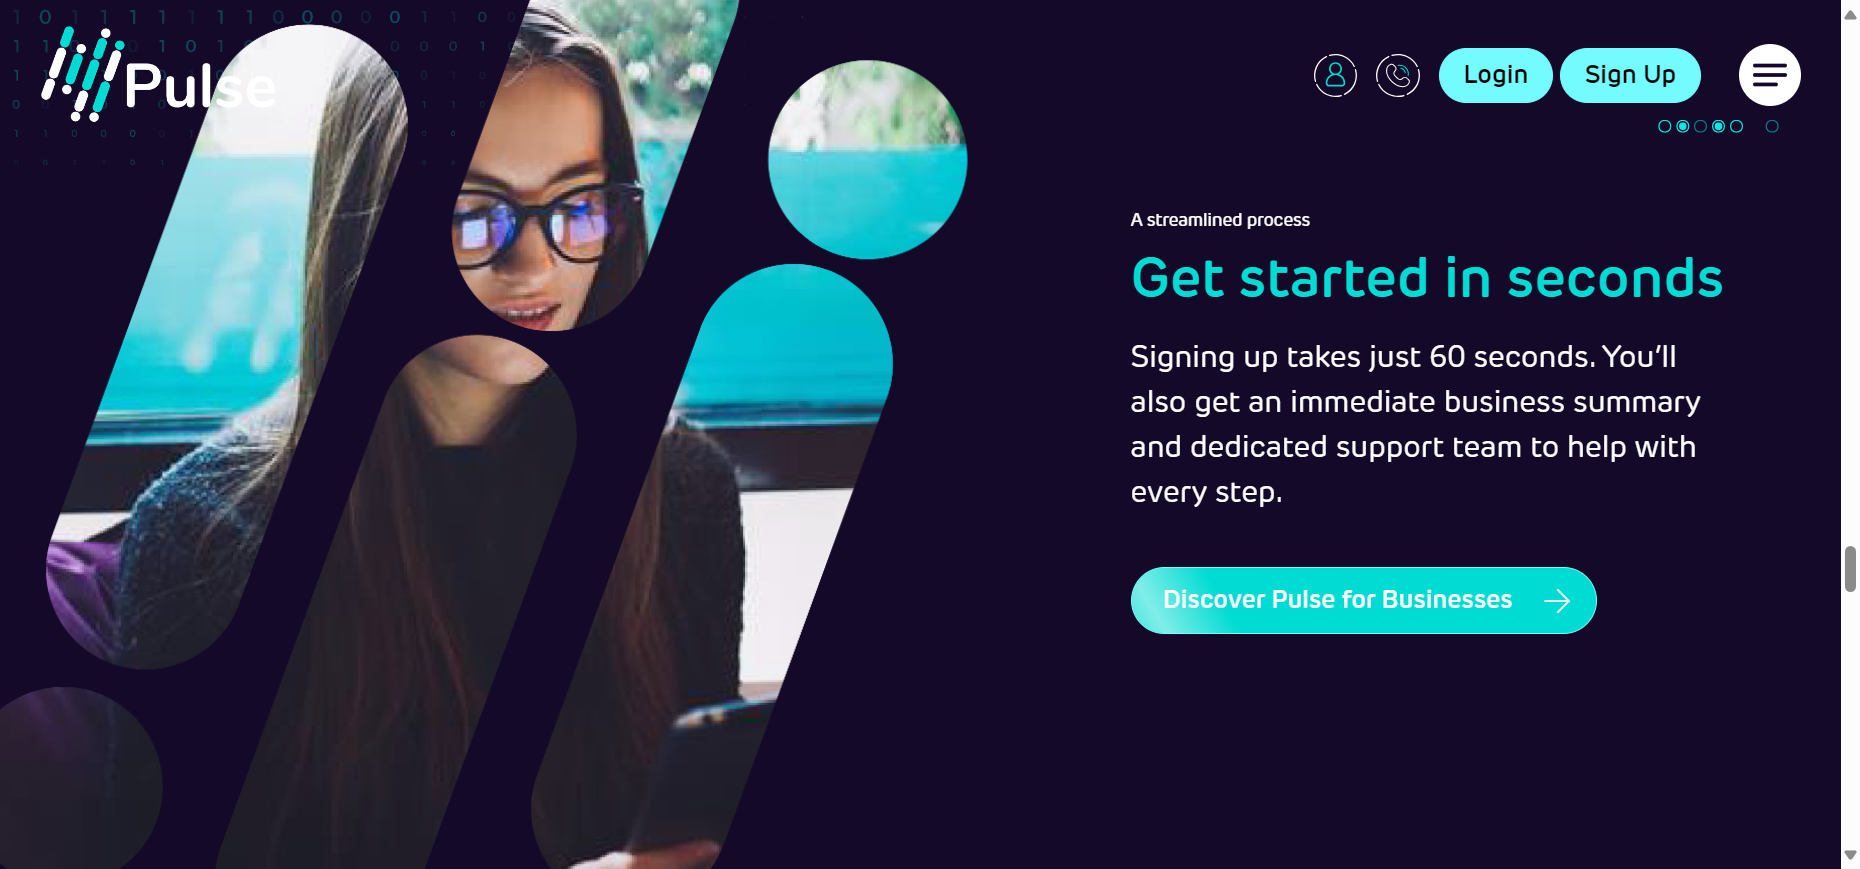 Pulse
Login
Sign Up
A streamlined process
Get started in seconds
Signing up takes just 60 seconds. You’ll
also get an immediate business summary
and dedicated support team to help with
every step.
Discover Pulse for Businesses